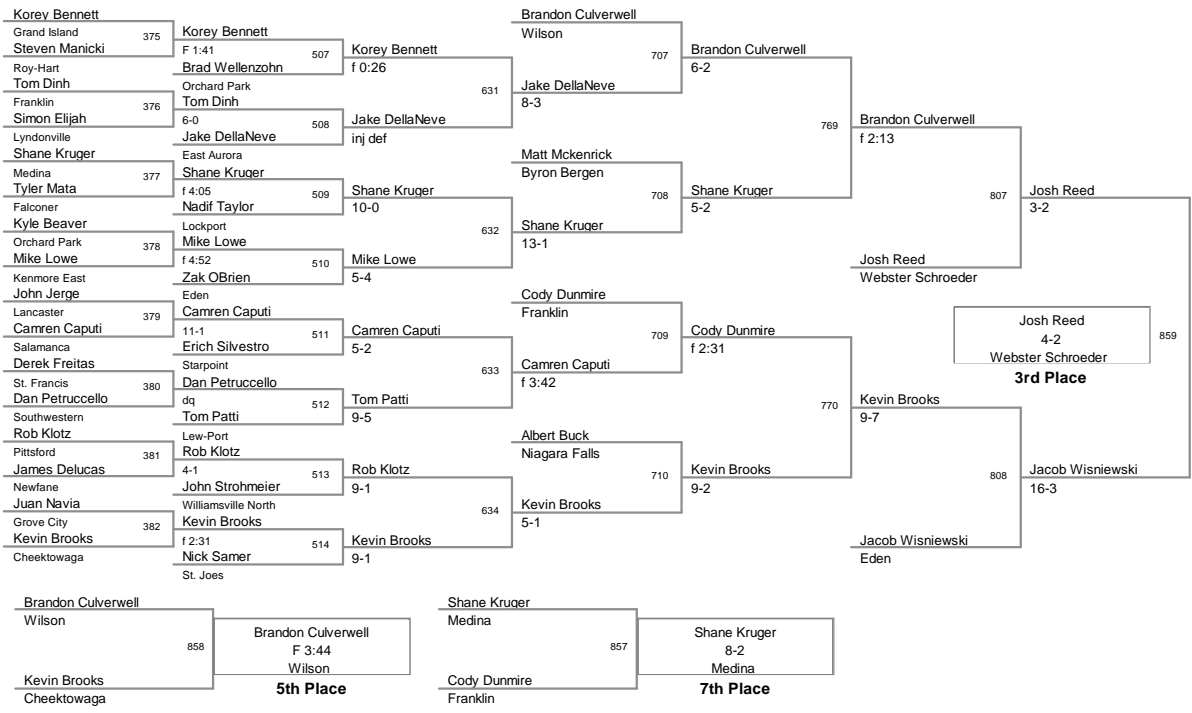 Korey Bennett
Grand Island
375
Steven Manicki
Roy-Hart
Tom Dinh
Franklin
376
Simon Elijah
Lyndonville
Shane Kruger
Medina
377
Tyler Mata
Falconer
Kyle Beaver
Orchard Park
378
Mike Lowe
Kenmore East
John Jerge
Lancaster
379
Camren Caputi
Salamanca
Derek Freitas
St. Francis
380
Dan Petruccello
Southwestern
Rob Klotz
Pittsford
381
James Delucas
Newfane
Juan Navia
Grove City
382
Kevin Brooks
Cheektowaga
Korey Bennett
F 1:41
507
Brad Wellenzohn
Orchard Park
Tom Dinh
6-0
508
Jake DellaNeve
East Aurora
Shane Kruger
f 4:05
509
Nadif Taylor
Lockport
Mike Lowe
f 4:52
510
Zak OBrien
Eden
Camren Caputi
11-1
511
Erich Silvestro
Starpoint
Dan Petruccello
dq
512
Tom Patti
Lew-Port
Rob Klotz
4-1
513
John Strohmeier
Williamsville North
Kevin Brooks
f 2:31
514
Nick Samer
St. Joes
Korey Bennett
f 0:26
631
Jake DellaNeve
inj def
Shane Kruger
10-0
632
Mike Lowe
5-4
Camren Caputi
5-2
633
Tom Patti
9-5
Rob Klotz
9-1
634
Kevin Brooks
9-1
Brandon Culverwell
Wilson
707
Jake DellaNeve
8-3
Matt Mckenrick
Byron Bergen
708
Shane Kruger
13-1
Cody Dunmire
Franklin
709
Camren Caputi
f 3:42
Albert Buck
Niagara Falls
710
Kevin Brooks
5-1
Brandon Culverwell
6-2
769
Shane Kruger
5-2
Cody Dunmire
f 2:31
770
Kevin Brooks
9-2
Brandon Culverwell
f 2:13
807
Josh Reed
Webster Schroeder
Kevin Brooks
9-7
808
Jacob Wisniewski
Eden
Josh Reed
3-2
Josh Reed
4-2
Webster Schroeder
859
3rd Place
Jacob Wisniewski
16-3
Brandon Culverwell
Wilson
858
Kevin Brooks
Cheektowaga
Brandon Culverwell
F 3:44
Wilson
5th Place
Shane Kruger
Medina
857
Cody Dunmire
Franklin
Shane Kruger
8-2
Medina
7th Place